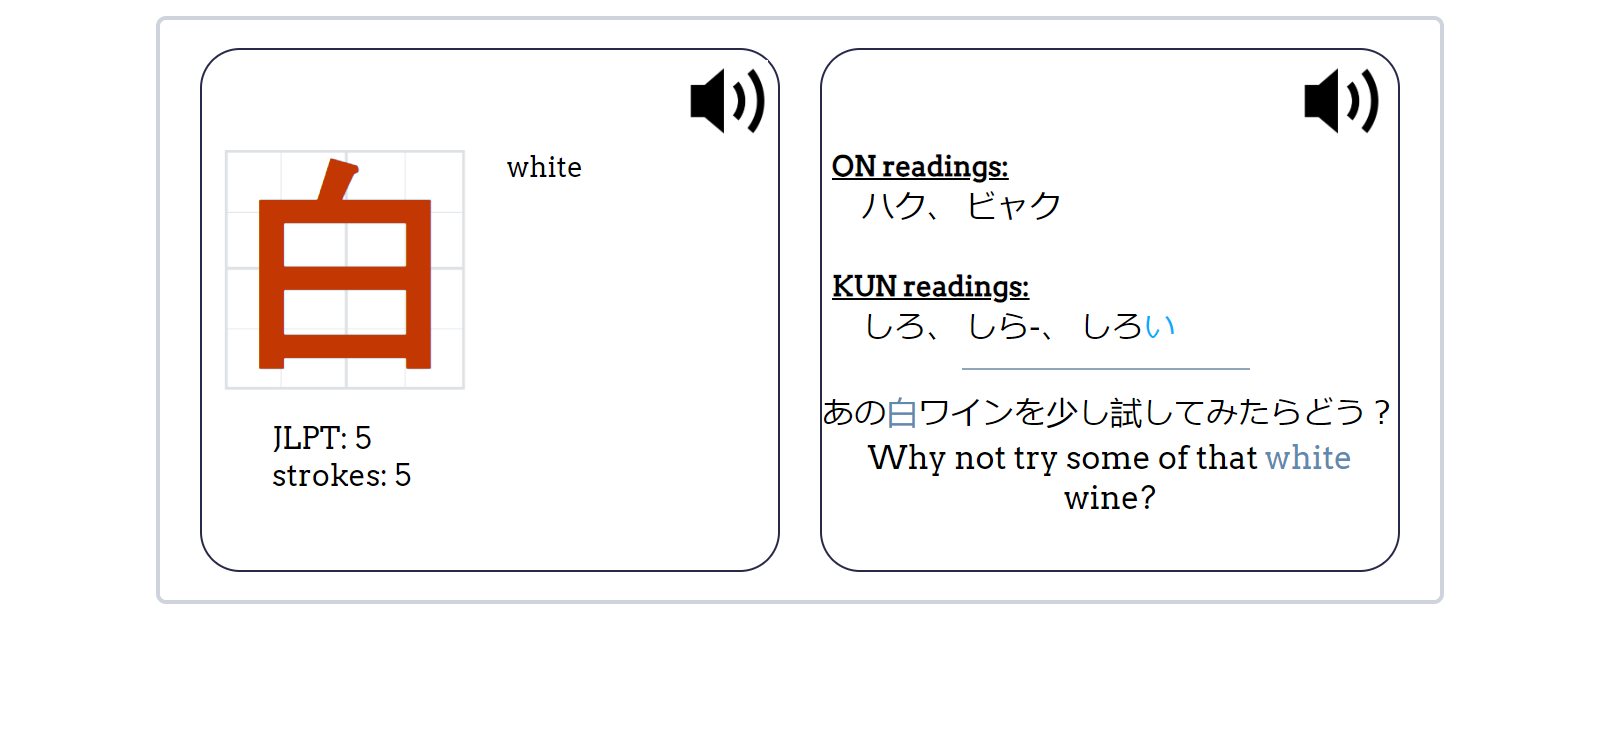 白
white
JLPT: 5
strokes: 5
ON readings:
ハク、 ビャク
KUN readings:
しろ、 しら-、 しろい
あの白ワインを少し試してみたらどう？
Why not try some of that white
wine?